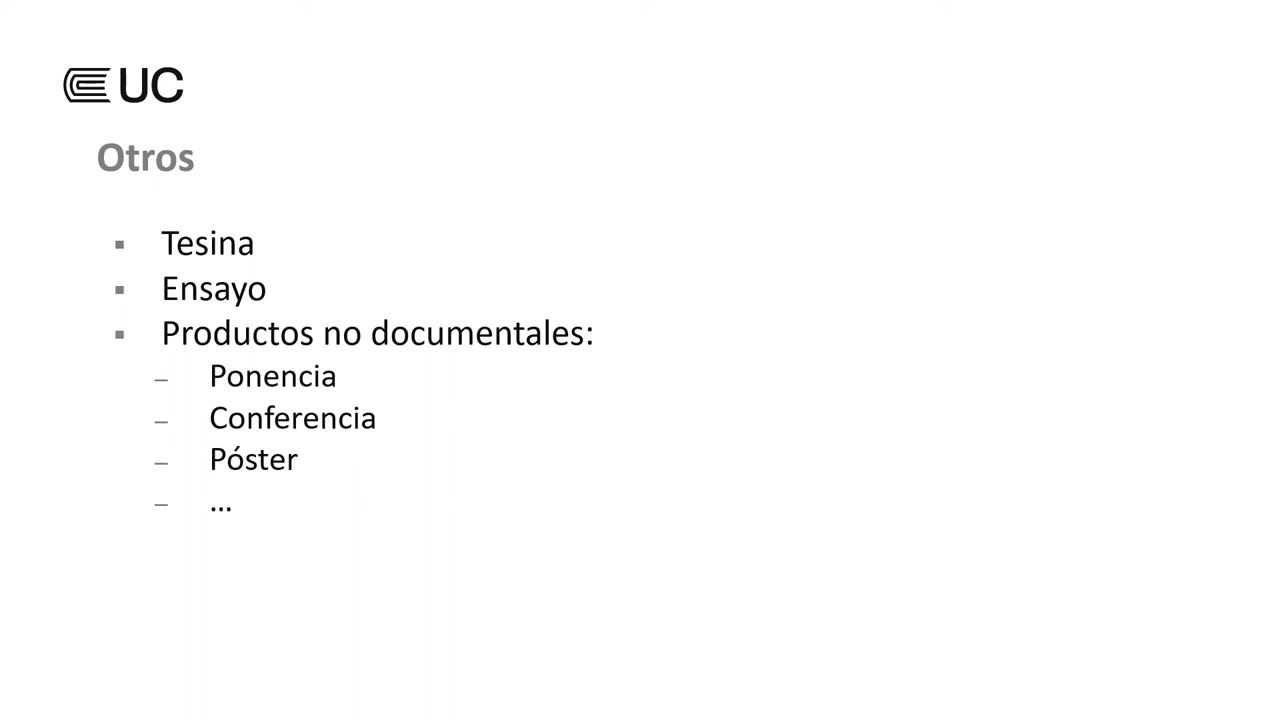 UC
Otros
▪ Tesina
▪ Ensayo
▪ Productos no documentales:
– Ponencia
– Conferencia
– Póster
– ...